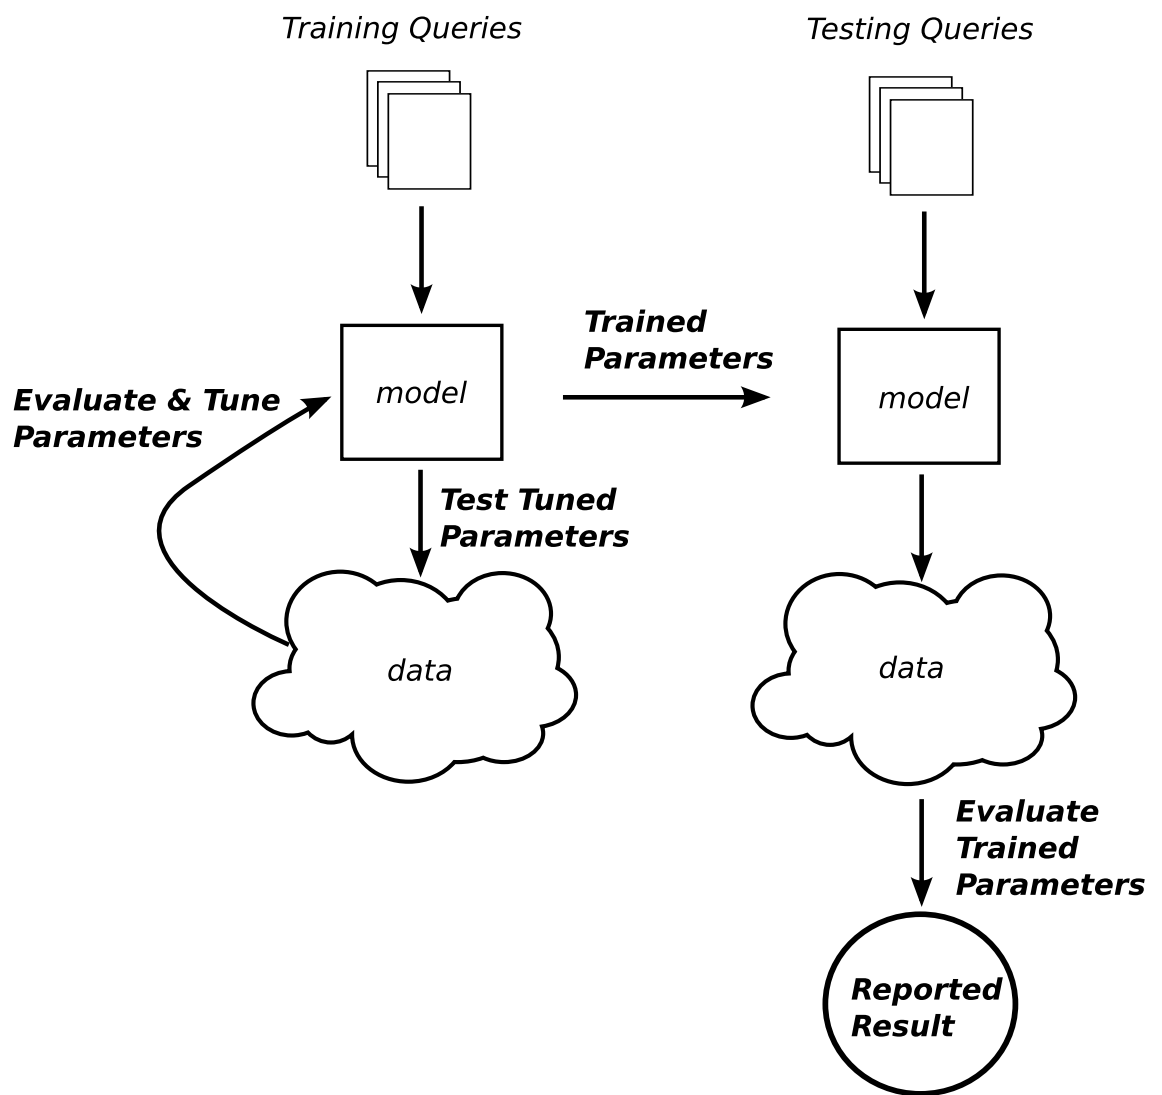 Training Queries
Testing Queries
Trained
Parameters
Evaluate & Tune
Parameters
model
model
Test Tuned
Parameters
data
data
Evaluate
Trained
Parameters
Reported
Result